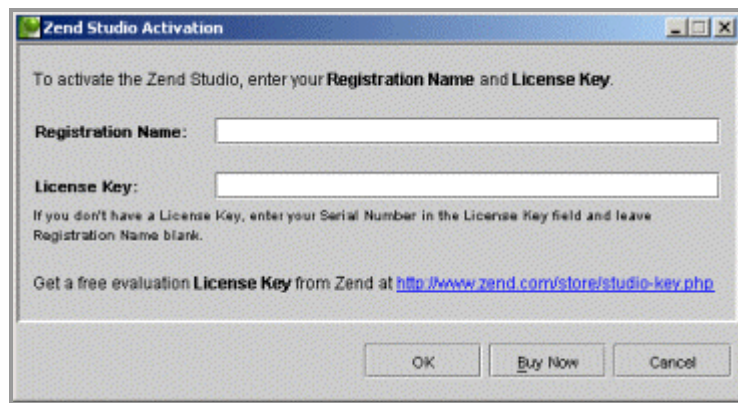 Zend Studio Activation
To activate the Zend Studio, enter your Registration Name and License Key.
Registration Name:
License Key:
If you don't have a License Key, enter your Serial Number in the License Key field and leave
Registration Name blank.
Get a free evaluation License Key from Zend at http://www.zend.com/store/studio-key.php
OK Buy Now Cancel